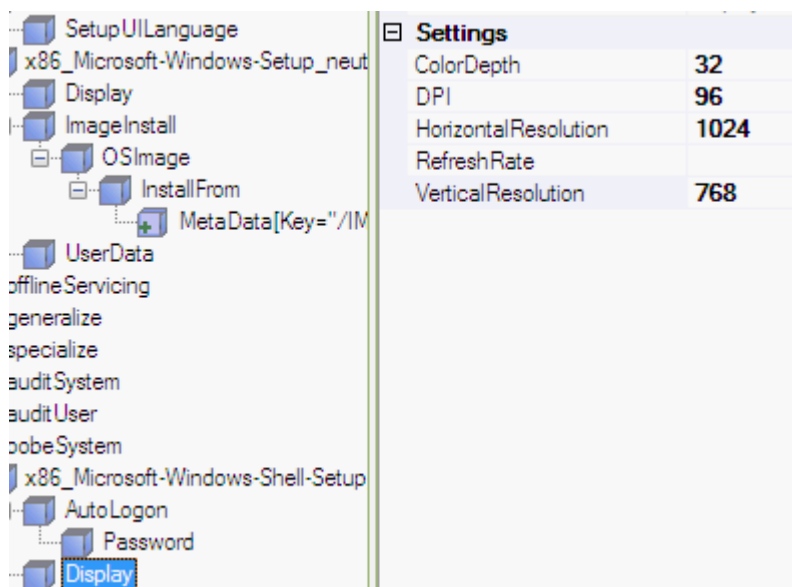 SetupUILanguage
x86_Microsoft-Windows-Setup_neut
Display
ImageInstall
OSImage
InstallFrom
MetaData[Key="/IM
UserData
offlineServicing
generalize
specialize
auditSystem
auditUser
oobeSystem
x86_Microsoft-Windows-Shell-Setup
AutoLogon
Password
Display
Settings
ColorDepth 32
DPI 96
HorizontalResolution 1024
RefreshRate
VerticalResolution 768